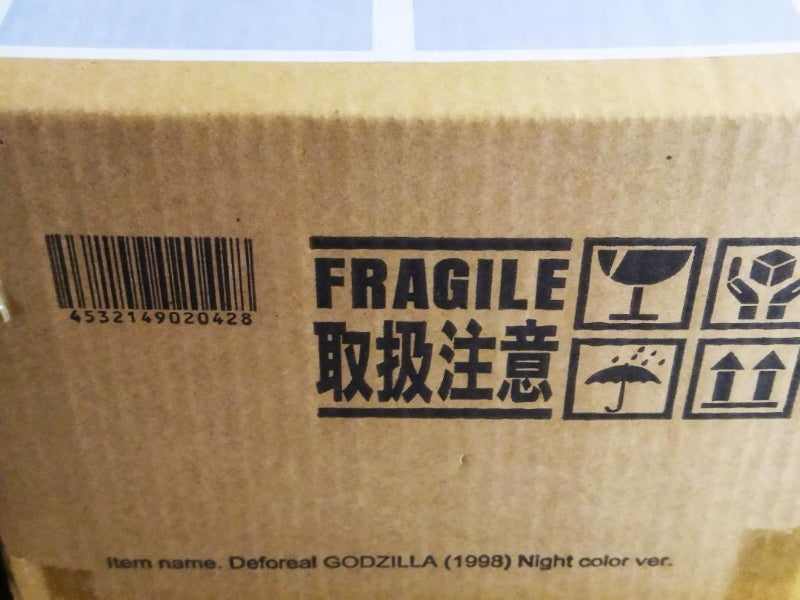 4532149020428
FRAGILE
取扱注意
Item name. Deforeal GODZILLA (1998) Night color ver.